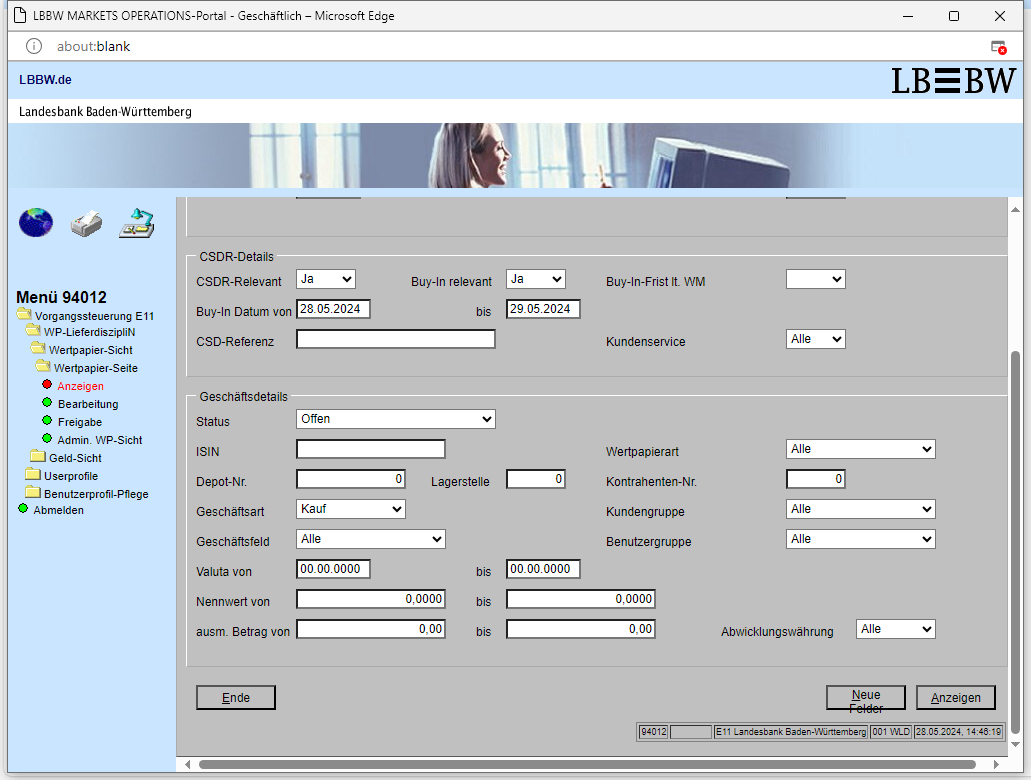 LBBW MARKETS OPERATIONS-Portal - Geschäftlich – Microsoft Edge
about:blank
LBBW.de
LB≡BW
Landesbank Baden-Württemberg
Menü 94012
Vorgangssteuerung E11
WP-LieferdiszipliN
Wertpapier-Sicht
Wertpapier-Seite
Anzeigen
Bearbeitung
Freigabe
Admin. WP-Sicht
Geld-Sicht
Userprofile
Benutzerprofil-Pflege
Abmelden
CSDR-Details
CSDR-Relevant Ja Buy-In relevant Ja Buy-In-Frist lt. WM
Buy-In Datum von 28.05.2024 bis 29.05.2024
CSD-Referenz Kundenservice Alle
Geschäftsdetails
Status Offen
ISIN Wertpapierart Alle
Depot-Nr. 0 Lagerstelle 0 Kontrahenten-Nr. 0
Geschäftsart Kauf Kundengruppe Alle
Geschäftsfeld Alle Benutzergruppe Alle
Valuta von 00.00.0000 bis 00.00.0000
Nennwert von 0,0000 bis 0,0000
ausm. Betrag von 0,00 bis 0,00 Abwicklungswährung Alle
Ende Neue Felder Anzeigen
94012 E11 Landesbank Baden-Württemberg 001 WLD 28.05.2024, 14:46:19